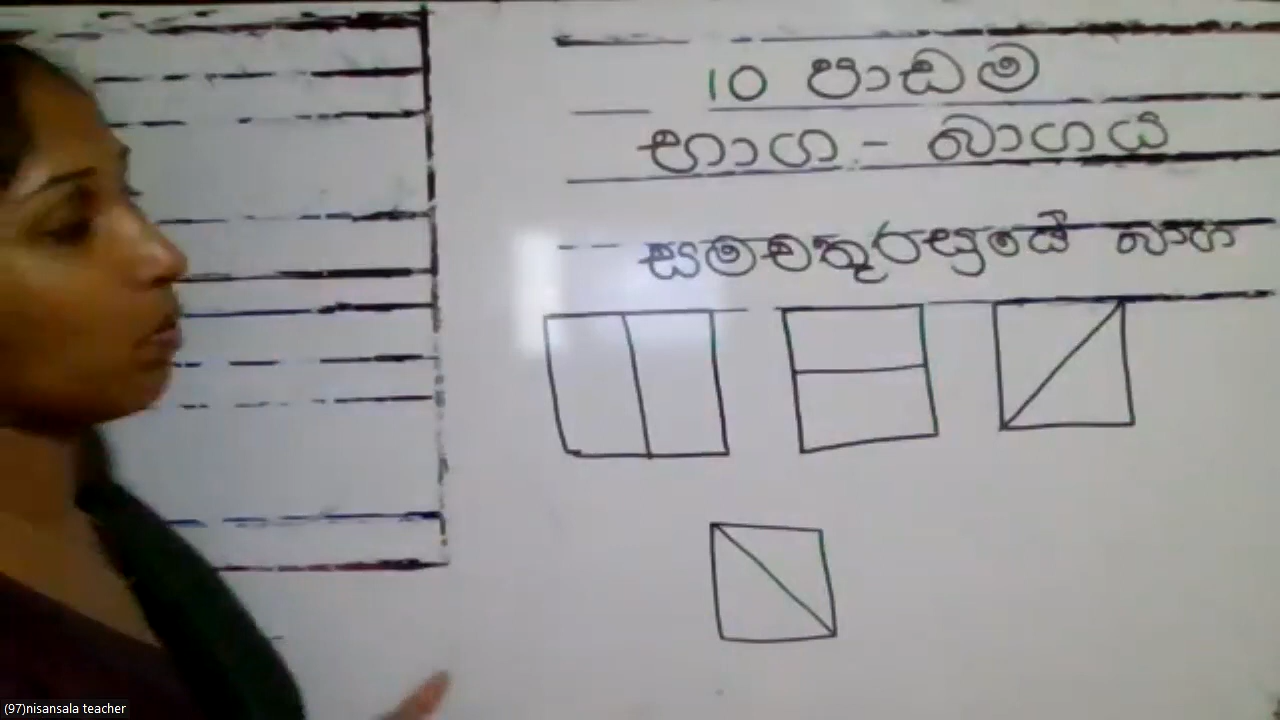 10 පාඩම
භාග - බාගය
සමචතුරස්‍රයේ බාග
(97)nisansala teacher